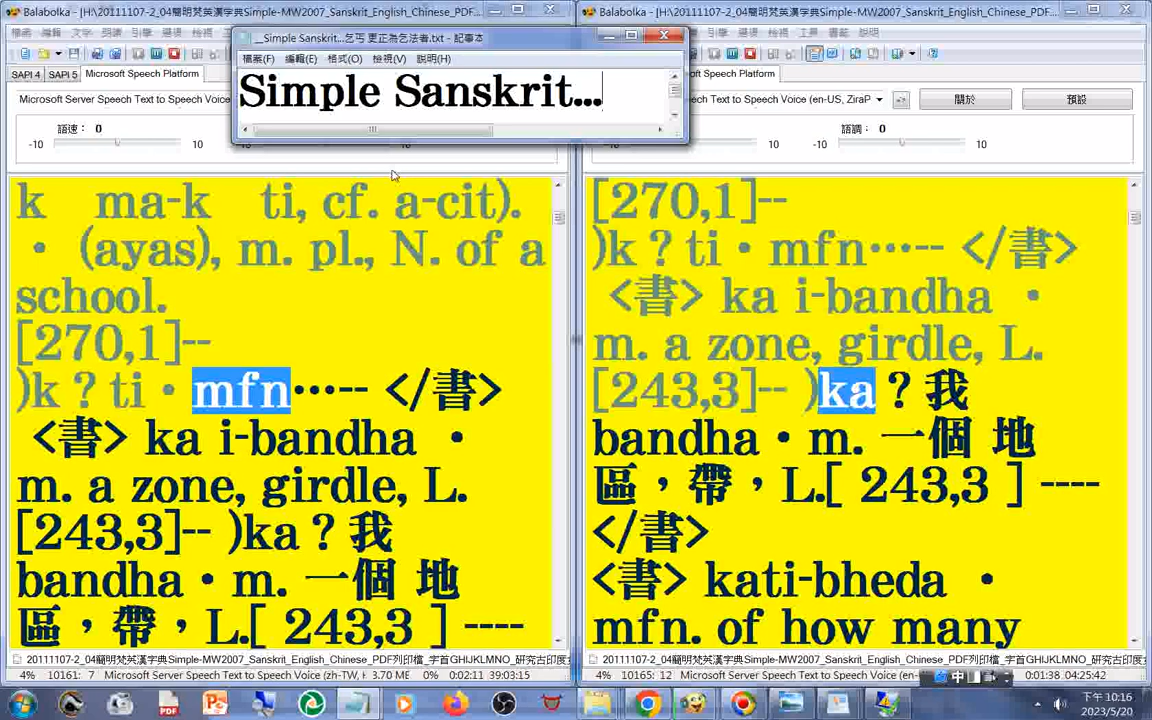 Balabolka - [H:\20111107-2_04簡明梵英漢字典Simple-MW2007_Sanskrit_English_Chinese_PDF...
Balabolka - [H:\20111107-2_04簡明梵英漢字典Simple-MW2007_Sanskrit_English_Chinese_PDF...
__Simple Sanskrit...乞丐 更正為乞法者.txt - 記事本
檔案(F) 編輯(E) 格式(O) 檢視(V) 說明(H)
Simple Sanskrit...
SAPI 4 SAPI 5 Microsoft Speech Platform
Microsoft Server Speech Text to Speech Voice
Text to Speech Voice (en-US, ZiraP
關於 預設
語速： 0
-10 10
語調： 0
10 -10 10
k ma-k ti, cf. a-cit).
• (ayas), m. pl., N. of a
school.
[270,1]--
)k？ti • mfn…-- </書>
<書> ka i-bandha •
m. a zone, girdle, L.
[243,3]-- )ka？我
bandha • m. 一個 地
區，帶，L.[ 243,3 ] ----
[270,1]--
)k？ti • mfn…-- </書>
<書> ka i-bandha •
m. a zone, girdle, L.
[243,3]-- )ka？我
bandha • m. 一個 地
區，帶，L.[ 243,3 ] ----
</書>
<書> kati-bheda •
mfn. of how many
20111107-2_04簡明梵英漢字典Simple-MW2007_Sanskrit_English_Chinese_PDF列印檔_字首GHIJKLMNO_研究古印度
20111107-2_04簡明梵英漢字典Simple-MW2007_Sanskrit_English_Chinese_PDF列印檔_字首GHIJKLMNO_研究古印度
4% 10161: 7 Microsoft Server Speech Text to Speech Voice (zh-TW, H 3.70 ME 0% 0:02:11 39:03:15
4% 10165: 12 Microsoft Server Speech Text to Speech 0:01:38 04:25:42
中
下午 10:16
2023/5/20